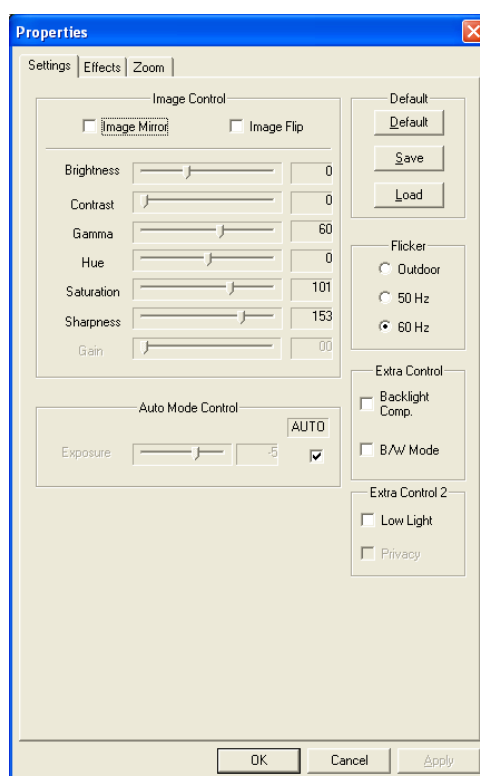 Properties
Settings Effects Zoom
Image Control
Image Mirror Image Flip
Brightness 0
Contrast 0
Gamma 60
Hue 0
Saturation 101
Sharpness 153
Gain 00
Auto Mode Control
AUTO
Exposure -5
Default
Default
Save
Load
Flicker
Outdoor
50 Hz
60 Hz
Extra Control
Backlight
Comp.
B/W Mode
Extra Control 2
Low Light
Privacy
OK Cancel Apply